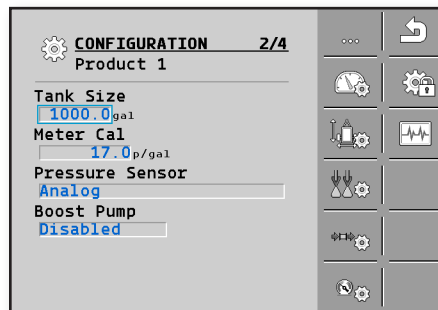 CONFIGURATION 2/4
Product 1
Tank Size
1000.0gal
Meter Cal
17.0p/gal
Pressure Sensor
Analog
Boost Pump
Disabled
...